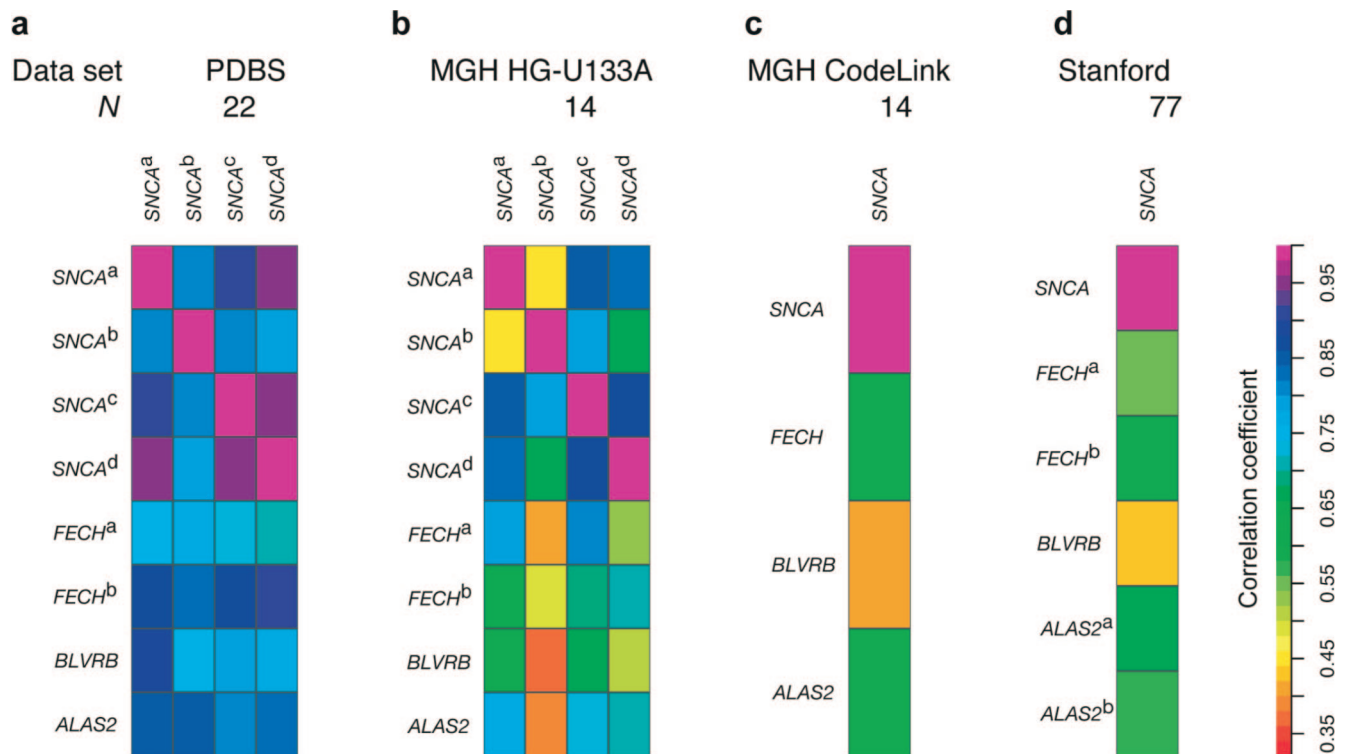 a b c d
Data set PDBS MGH HG-U133A MGH CodeLink Stanford
N 22 14 14 77
SNCAa SNCAb SNCAc SNCAd SNCAa SNCAb SNCAc SNCAd SNCA SNCA
SNCAa
SNCAb
SNCAc
SNCAd
FECHa
FECHb
BLVRB
ALAS2
SNCAa
SNCAb
SNCAc
SNCAd
FECHa
FECHb
BLVRB
ALAS2
SNCA
FECH
BLVRB
ALAS2
SNCA
FECHa
FECHb
BLVRB
ALAS2a
ALAS2b
Correlation coefficient
0.95
0.85
0.75
0.65
0.55
0.45
0.35